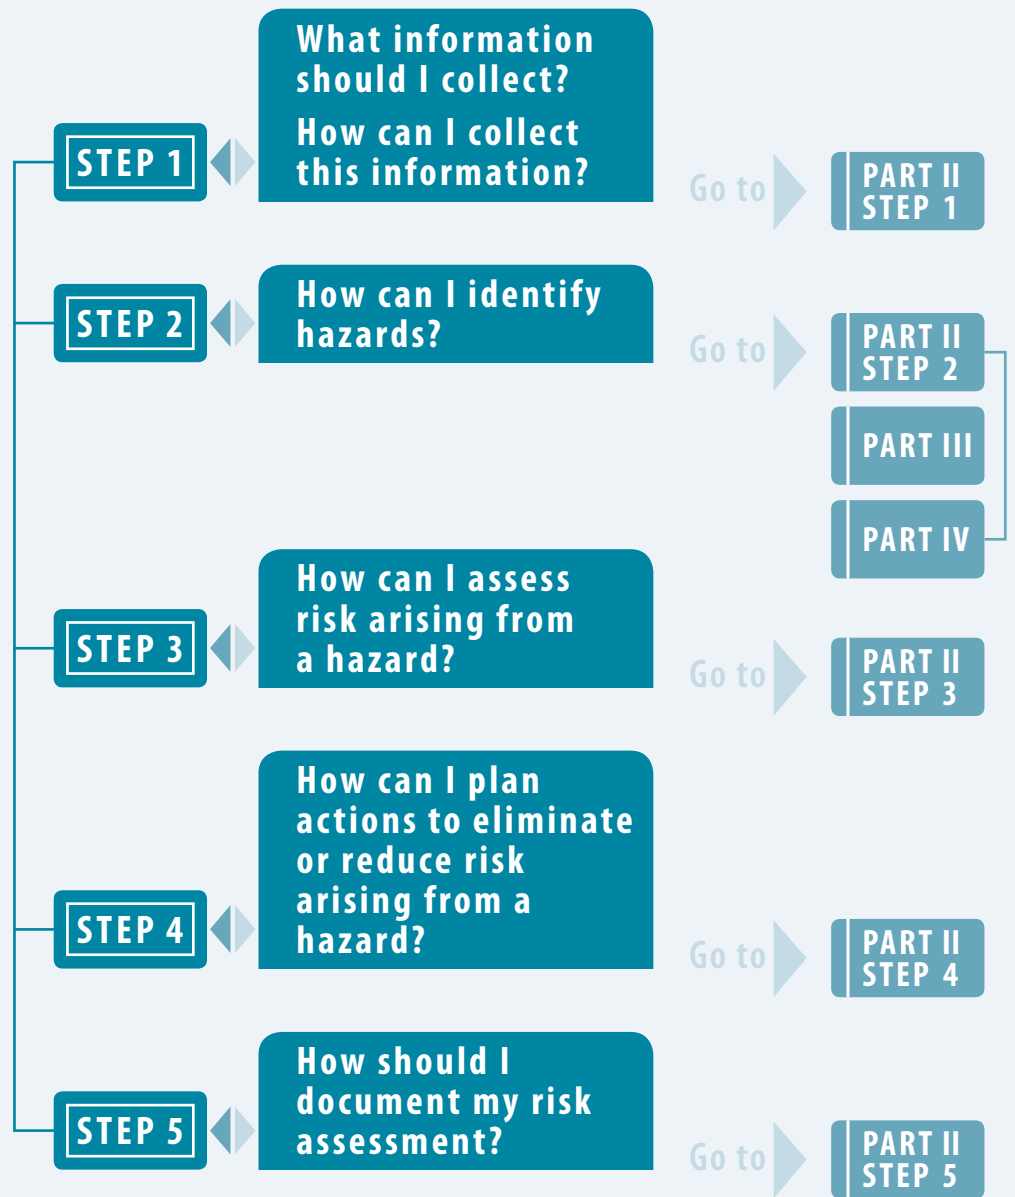 STEP 1
What information
should I collect?
How can I collect
this information?
Go to
PART II
STEP 1
STEP 2
How can I identify
hazards?
Go to
PART II
STEP 2
PART III
PART IV
STEP 3
How can I assess
risk arising from
a hazard?
Go to
PART II
STEP 3
STEP 4
How can I plan
actions to eliminate
or reduce risk
arising from a
hazard?
Go to
PART II
STEP 4
STEP 5
How should I
document my risk
assessment?
Go to
PART II
STEP 5